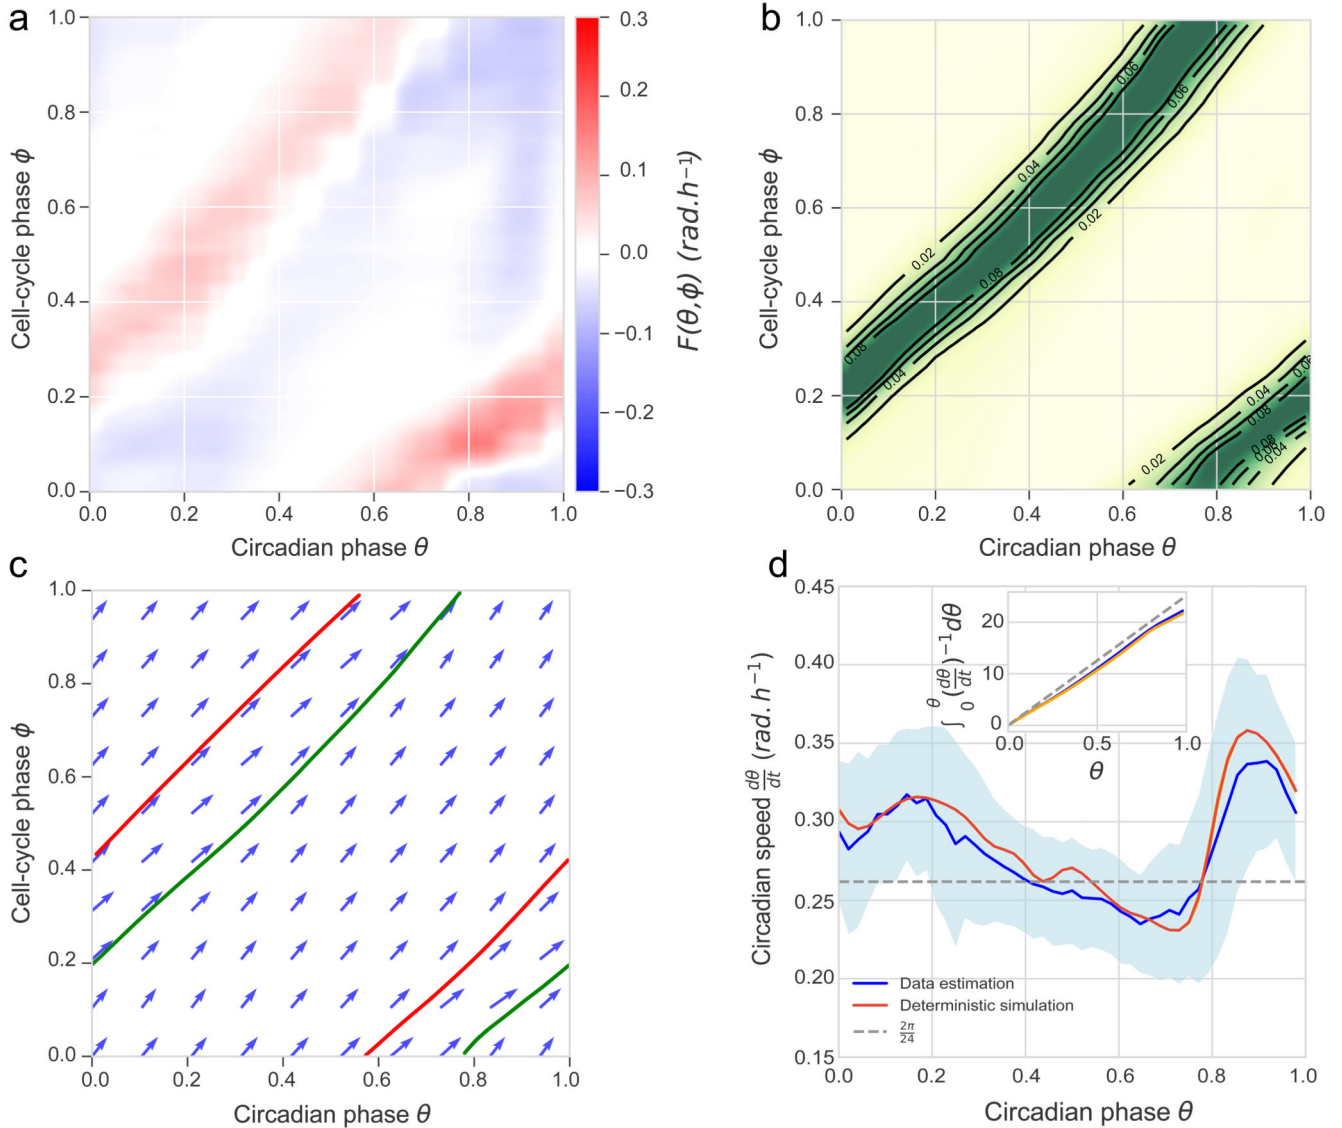 a
1.0
0.8
0.6
0.4
0.2
0.0
Cell-cycle phase ϕ
0.0 0.2 0.4 0.6 0.8 1.0
Circadian phase θ
0.3
0.2
0.1
0.0
−0.1
−0.2
−0.3
F(θ,ϕ) (rad.h⁻¹)
b
1.0
0.8
0.6
0.4
0.2
0.0
Cell-cycle phase ϕ
0.06
0.06
0.04
0.02
0.02
0.08
0.08
0.04
0.06
0.04
0.08
0.02
0.08
0.08
0.04
0.0 0.2 0.4 0.6 0.8 1.0
Circadian phase θ
c
1.0
0.8
0.6
0.4
0.2
0.0
Cell-cycle phase ϕ
0.0 0.2 0.4 0.6 0.8 1.0
Circadian phase θ
d
0.45
0.40
0.35
0.30
0.25
0.20
0.15
Circadian speed dθ/dt (rad. h⁻¹)
∫₀^θ (dθ/dt)⁻¹dθ
20
10
0
0.0 0.5 1.0
θ
Data estimation
Deterministic simulation
2π/24
0.0 0.2 0.4 0.6 0.8 1.0
Circadian phase θ